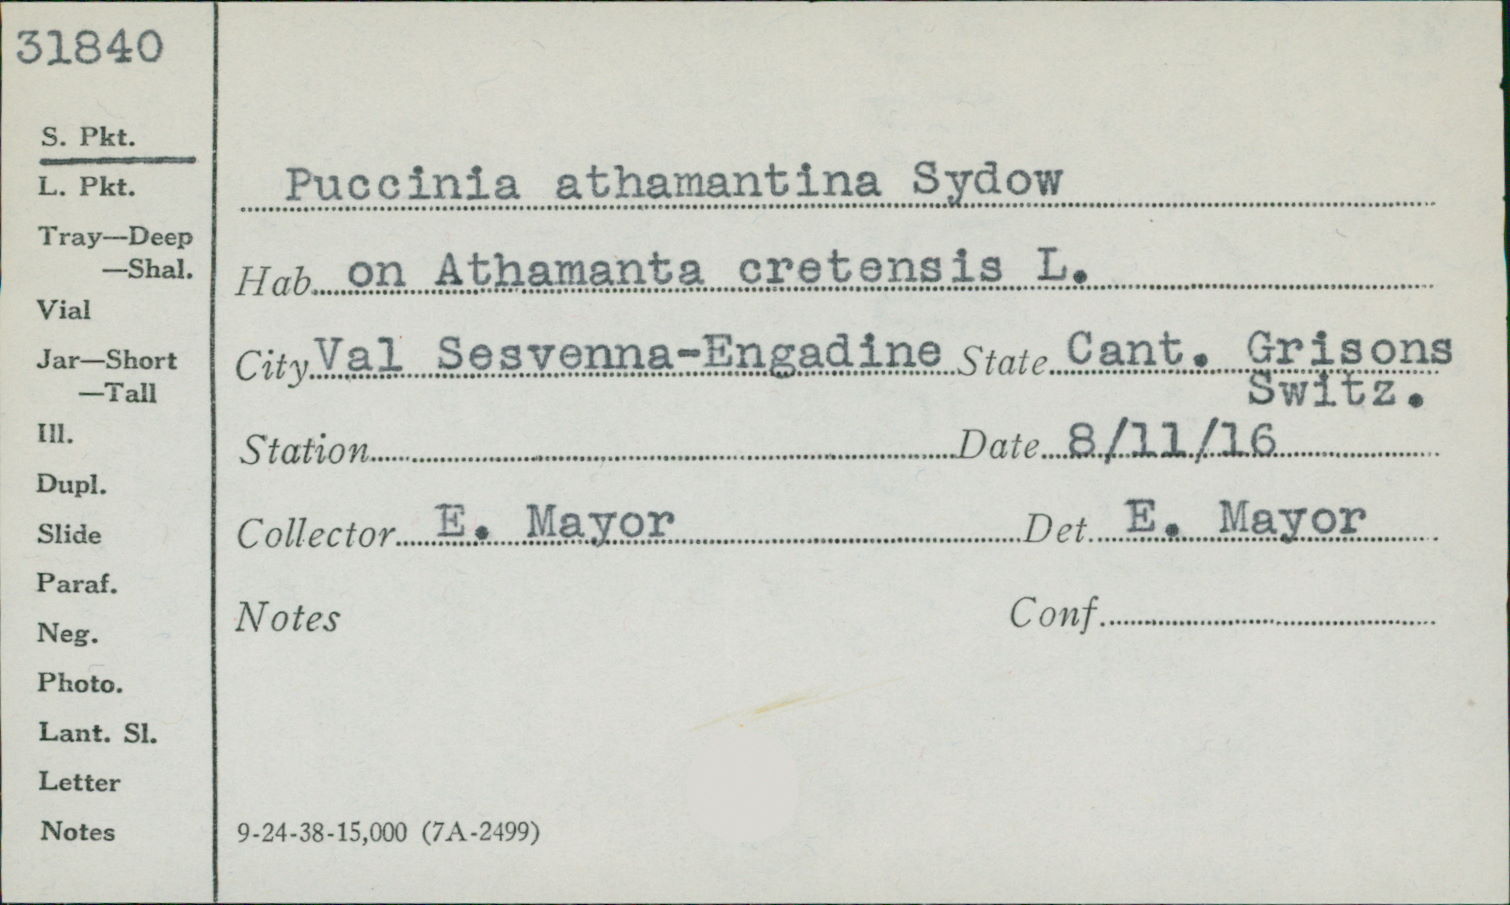 31840
S. Pkt.
L. Pkt.
Tray—Deep
—Shal.
Vial
Jar—Short
—Tall
Ill.
Dupl.
Slide
Paraf.
Neg.
Photo.
Lant. Sl.
Letter
Notes
Puccinia athamantina Sydow
Hab. on Athamanta cretensis L.
City Val Sesvenna-Engadine State Cant. Grisons
Switz.
Station Date 8/11/16
Collector E. Mayor Det. E. Mayor
Notes Conf.
9-24-38-15,000 (7A-2499)